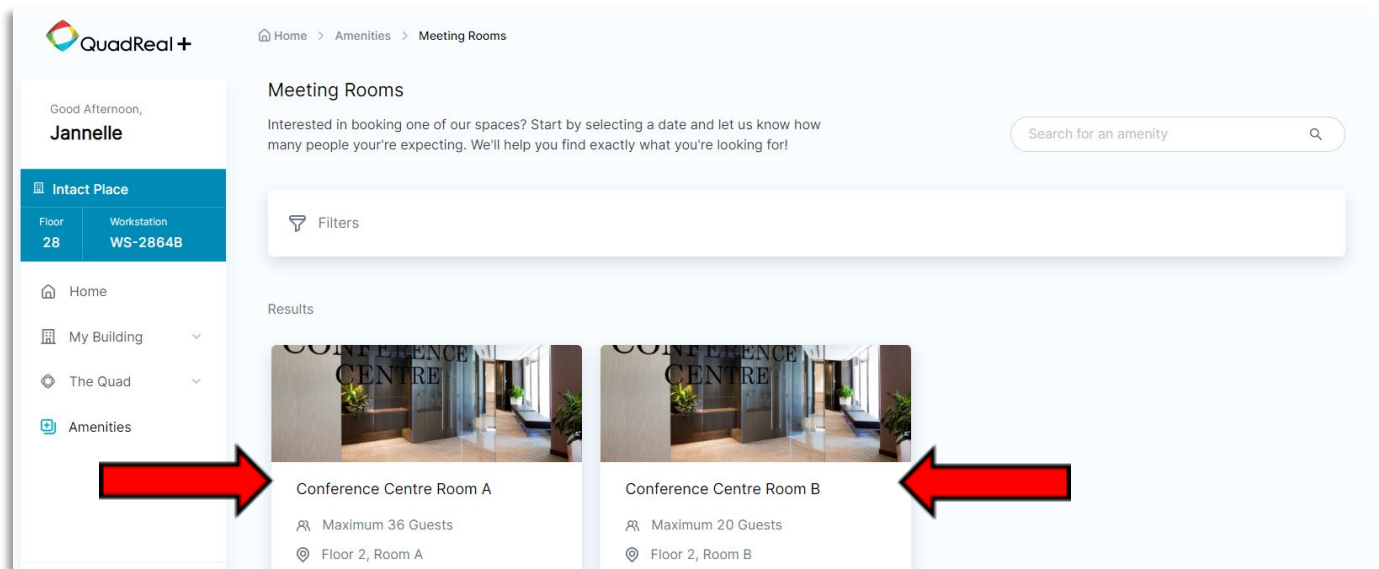 QuadReal +
Home > Amenities > Meeting Rooms
Good Afternoon,
Jannelle
Intact Place
Floor Workstation
28 WS-2864B
Home
My Building
The Quad
Amenities
Meeting Rooms
Interested in booking one of our spaces? Start by selecting a date and let us know how
many people your're expecting. We'll help you find exactly what you're looking for!
Search for an amenity
Filters
Results
CONFERENCE
CENTRE
Conference Centre Room A
Maximum 36 Guests
Floor 2, Room A
CONFERENCE
CENTRE
Conference Centre Room B
Maximum 20 Guests
Floor 2, Room B